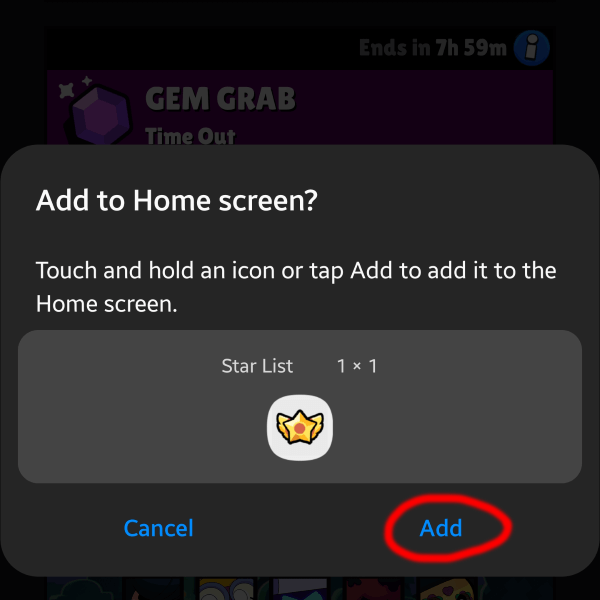 Ends in 7h 59m
GEM GRAB
Time Out
Add to Home screen?
Touch and hold an icon or tap Add to add it to the
Home screen.
Star List 1 × 1
Cancel Add